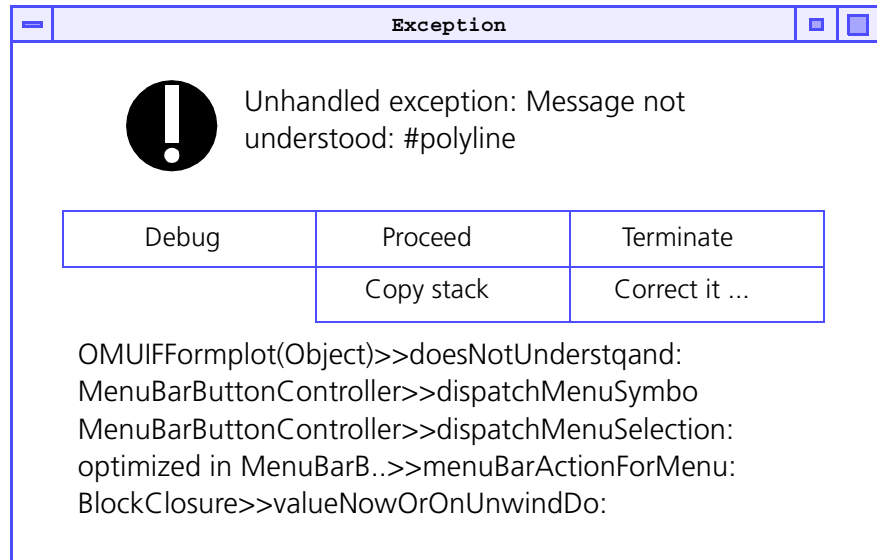 Exception
Unhandled exception: Message not
understood: #polyline
Debug Proceed Terminate
Copy stack Correct it ...
OMUIFFormplot(Object)>>doesNotUnderstqand:
MenuBarButtonController>>dispatchMenuSymbo
MenuBarButtonController>>dispatchMenuSelection:
optimized in MenuBarB..>>menuBarActionForMenu:
BlockClosure>>valueNowOrOnUnwindDo: